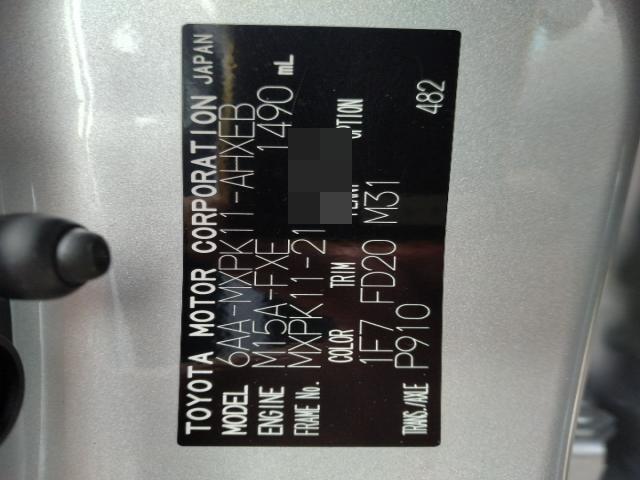 TOYOTA MOTOR CORPORATION JAPAN
MODEL 6AA-MXPK11-AHXEB
ENGINE M15A-FXE 1490 mL
FRAME No. MXPK11-21
COLOR TRIM
1F7 FD20 M31
TRANS./AXLE P910 482